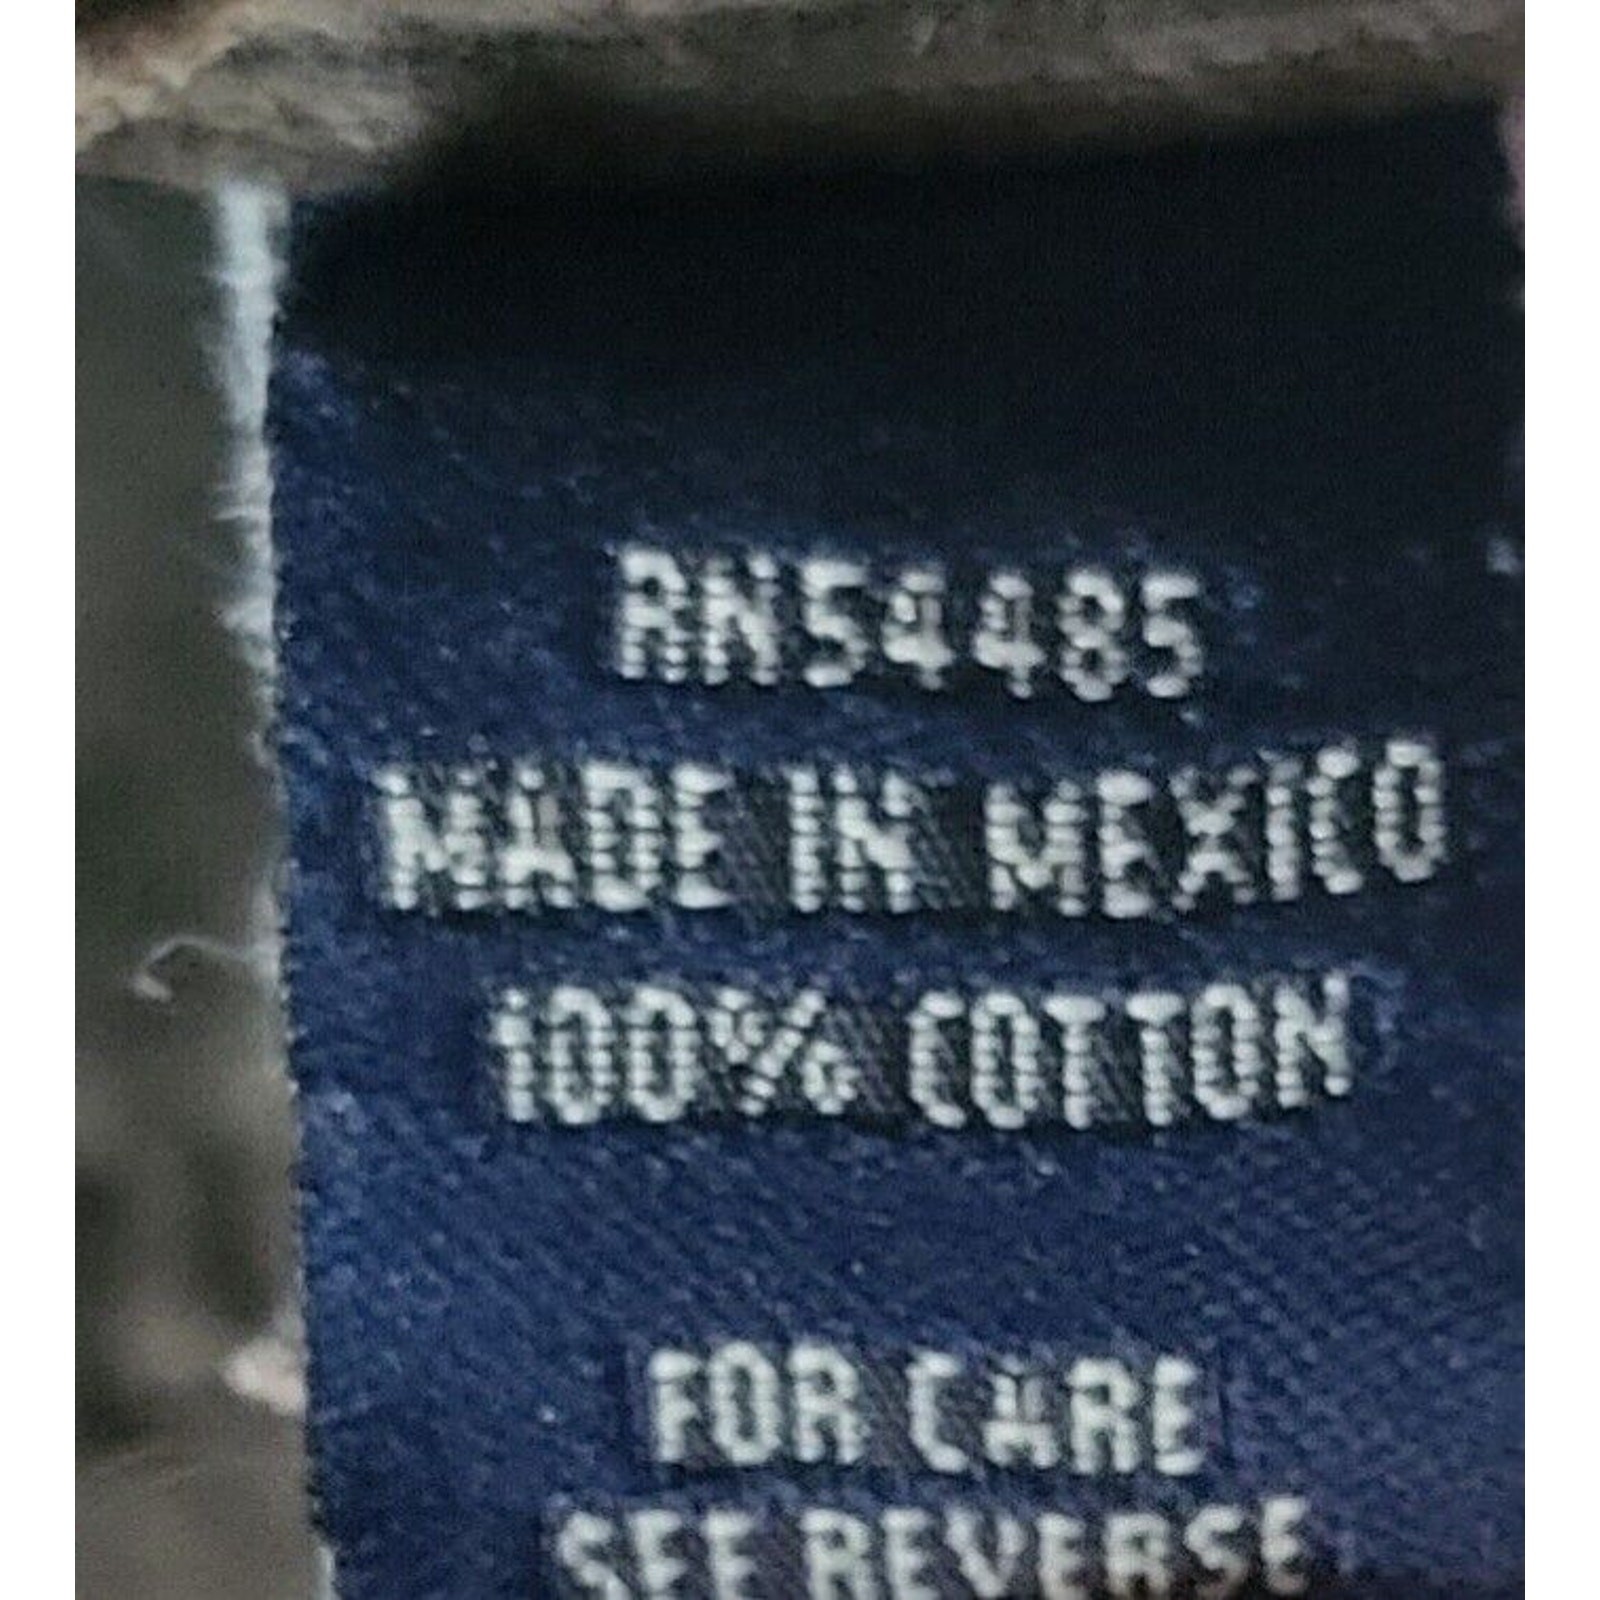 RN54485
MADE IN MEXICO
100% COTTON
FOR CARE
SEE REVERSE